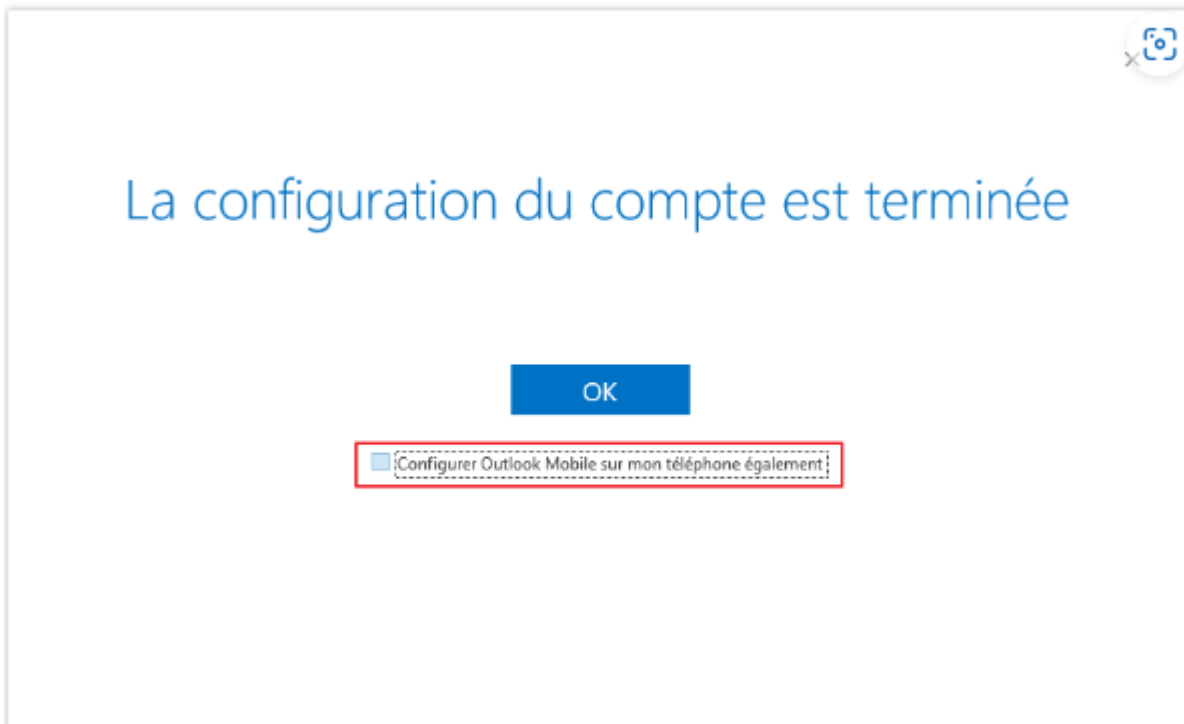 La configuration du compte est terminée
OK
Configurer Outlook Mobile sur mon téléphone également